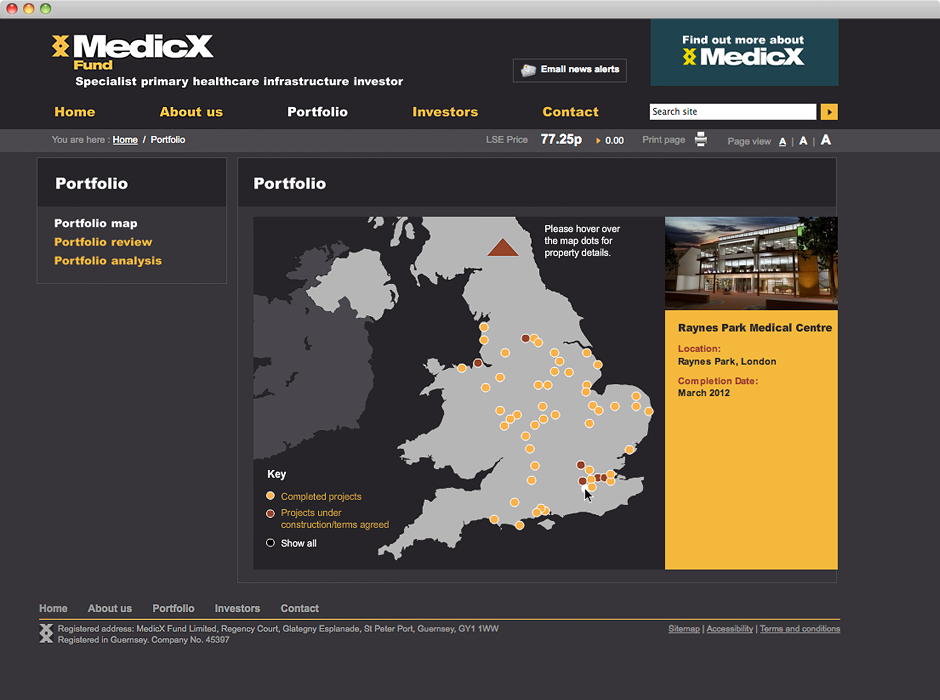 MedicX
Fund
Specialist primary healthcare infrastructure investor
Email news alerts
Find out more about
MedicX
Home
About us
Portfolio
Investors
Contact
Search site
You are here : Home / Portfolio
LSE Price 77.25p 0.00
Print page
Page view A | A | A
Portfolio
Portfolio map
Portfolio review
Portfolio analysis
Portfolio
Please hover over
the map dots for
property details.
Key
Completed projects
Projects under
construction/terms agreed
Show all
Raynes Park Medical Centre
Location:
Raynes Park, London
Completion Date:
March 2012
Home About us Portfolio Investors Contact
Registered address: MedicX Fund Limited, Regency Court, Glategny Esplanade, St Peter Port, Guernsey, GY1 1WW
Registered in Guernsey. Company No. 45397
Sitemap | Accessibility | Terms and conditions